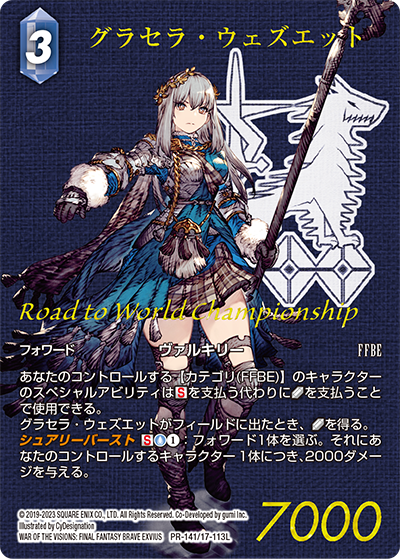 3
グラセラ・ウェズエット
Road to World Championship
フォワード ヴァルキリー FFBE
あなたのコントロールする【カテゴリ(FFBE)】のキャラクター
のスペシャルアビリティは S を支払う代わりに を支払うこと
で使用できる。
グラセラ・ウェズエットがフィールドに出たとき、 を得る。
シュアリーバースト S 1 :フォワード1体を選ぶ。それにあ
なたのコントロールするキャラクター1体につき、2000ダメー
ジを与える。
© 2019-2023 SQUARE ENIX CO., LTD. All Rights Reserved. Co-Developed by gumi Inc.
Illustrated by CyDesignation
WAR OF THE VISIONS: FINAL FANTASY BRAVE EXVIUS PR-141/17-113L
7000